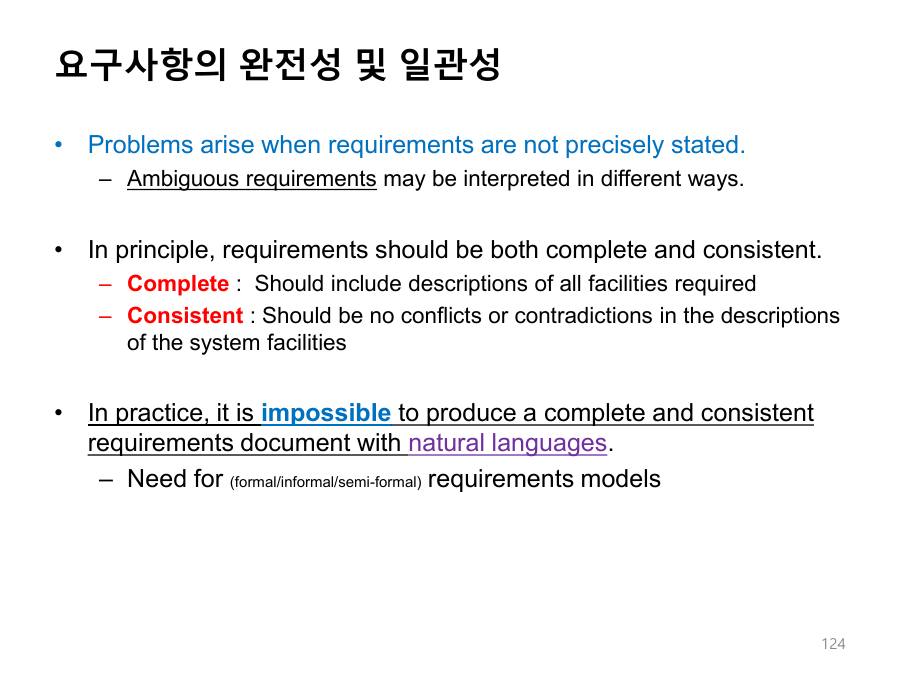 요구사항의 완전성 및 일관성
• Problems arise when requirements are not precisely stated.
– Ambiguous requirements may be interpreted in different ways.
• In principle, requirements should be both complete and consistent.
– Complete : Should include descriptions of all facilities required
– Consistent : Should be no conflicts or contradictions in the descriptions
of the system facilities
• In practice, it is impossible to produce a complete and consistent
requirements document with natural languages.
– Need for (formal/informal/semi-formal) requirements models
124